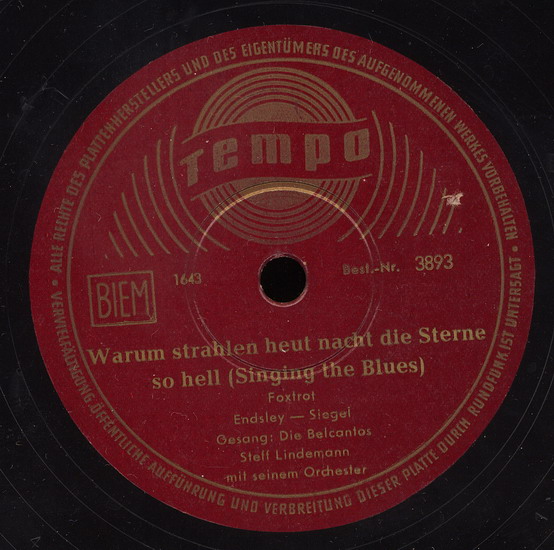 ALLE RECHTE DES PLATTENHERSTELLERS UND DES EIGENTÜMERS DES AUFGENOMMENEN WERKES VORBEHALTEN
Tempo
1643
Best.-Nr. 3893
BIEM
Warum strahlen heut nacht die Sterne
so hell (Singing the Blues)
Foxtrot
Endsley — Siegel
Gesang: Die Belcantos
Steff Lindemann
mit seinem Orchester
• VERVIELFÄLTIGUNG ÖFFENTLICHE AUFFÜHRUNG UND VERBREITUNG DIESER PLATTE DURCH RUNDFUNK IST UNTERSAGT •